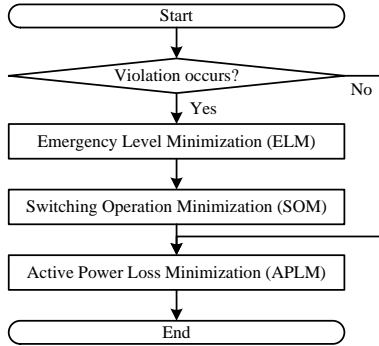 Start
Violation occurs?
No
Yes
Emergency Level Minimization (ELM)
Switching Operation Minimization (SOM)
Active Power Loss Minimization (APLM)
End